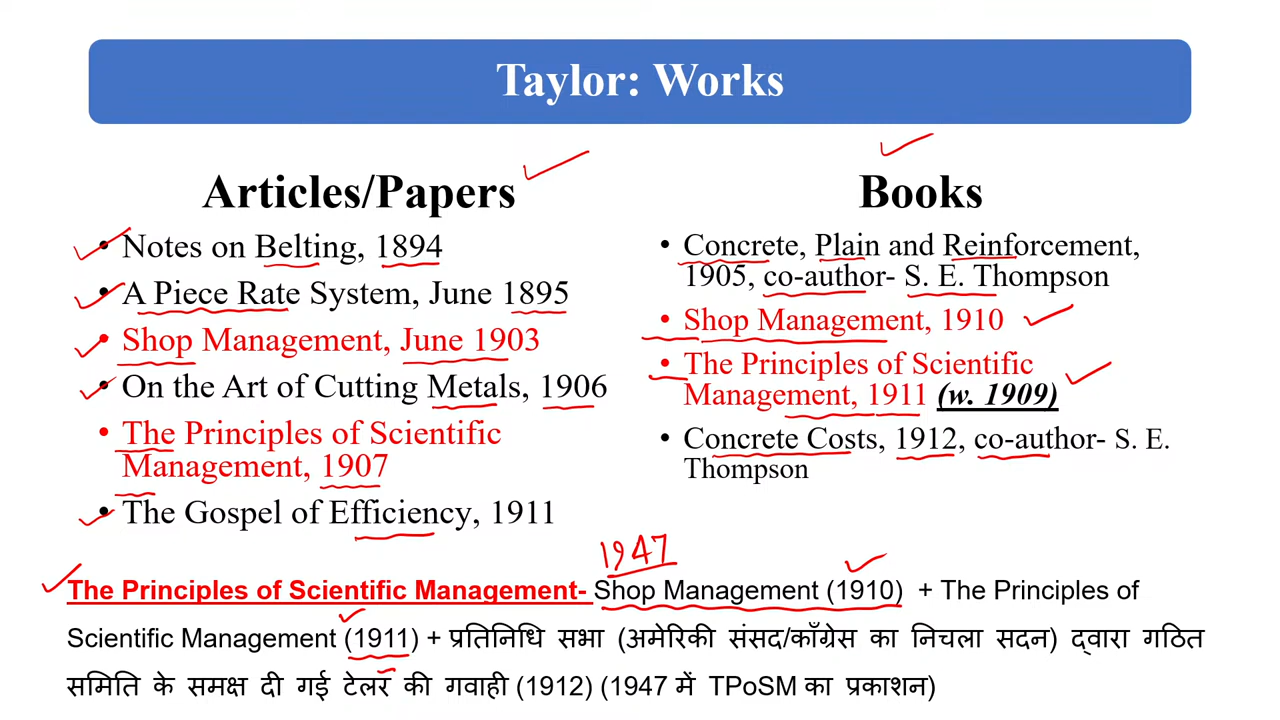 Taylor: Works
Articles/Papers
• Notes on Belting, 1894
• A Piece Rate System, June 1895
• Shop Management, June 1903
• On the Art of Cutting Metals, 1906
• The Principles of Scientific
Management, 1907
• The Gospel of Efficiency, 1911
Books
• Concrete, Plain and Reinforcement,
1905, co-author- S. E. Thompson
• Shop Management, 1910
• The Principles of Scientific
Management, 1911 (w. 1909)
• Concrete Costs, 1912, co-author- S. E.
Thompson
1947
The Principles of Scientific Management- Shop Management (1910) + The Principles of
Scientific Management (1911) + प्रतिनिधि सभा (अमेरिकी संसद/काँग्रेस का निचला सदन) द्वारा गठित
समिति के समक्ष दी गई टेलर की गवाही (1912) (1947 में TPoSM का प्रकाशन)